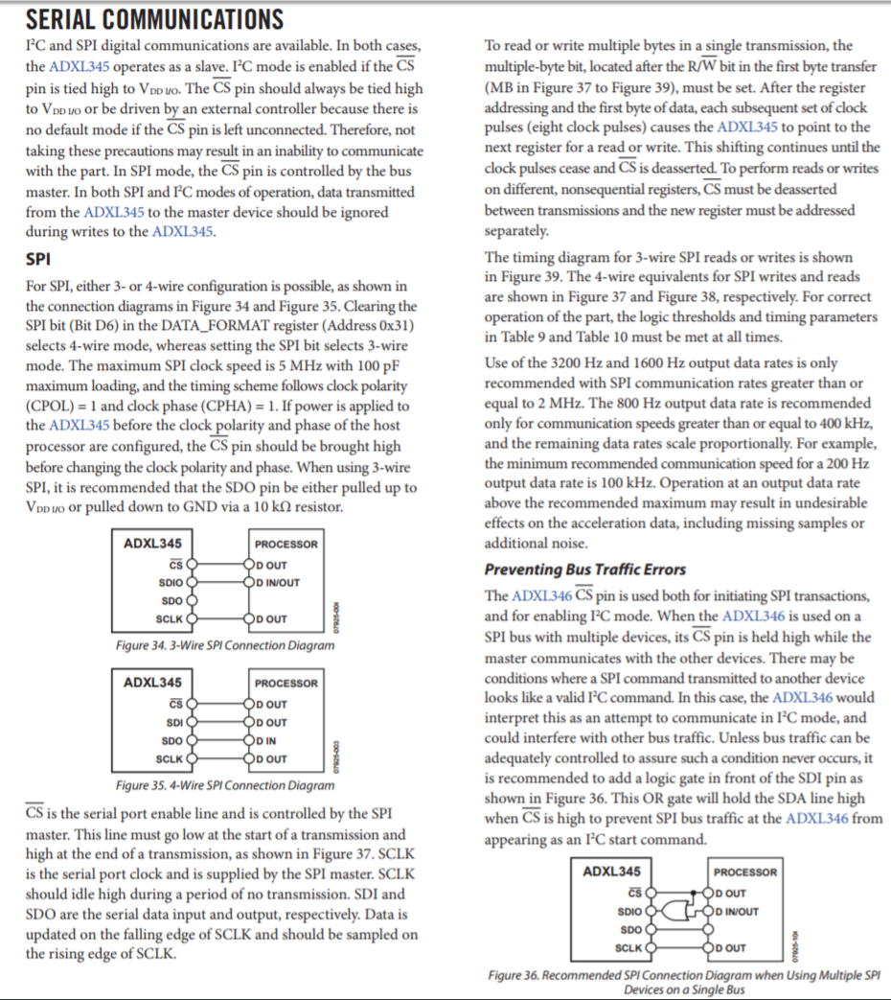 SERIAL COMMUNICATIONS
I²C and SPI digital communications are available. In both cases,
the ADXL345 operates as a slave. I²C mode is enabled if the CS
pin is tied high to VDD I/O. The CS pin should always be tied high
to VDD I/O or be driven by an external controller because there is
no default mode if the CS pin is left unconnected. Therefore, not
taking these precautions may result in an inability to communicate
with the part. In SPI mode, the CS pin is controlled by the bus
master. In both SPI and I²C modes of operation, data transmitted
from the ADXL345 to the master device should be ignored
during writes to the ADXL345.
SPI
For SPI, either 3- or 4-wire configuration is possible, as shown in
the connection diagrams in Figure 34 and Figure 35. Clearing the
SPI bit (Bit D6) in the DATA_FORMAT register (Address 0x31)
selects 4-wire mode, whereas setting the SPI bit selects 3-wire
mode. The maximum SPI clock speed is 5 MHz with 100 pF
maximum loading, and the timing scheme follows clock polarity
(CPOL) = 1 and clock phase (CPHA) = 1. If power is applied to
the ADXL345 before the clock polarity and phase of the host
processor are configured, the CS pin should be brought high
before changing the clock polarity and phase. When using 3-wire
SPI, it is recommended that the SDO pin be either pulled up to
VDD I/O or pulled down to GND via a 10 kΩ resistor.
ADXL345 PROCESSOR
CS D OUT
SDIO D IN/OUT
SDO
SCLK D OUT
07925-004
Figure 34. 3-Wire SPI Connection Diagram
ADXL345 PROCESSOR
CS D OUT
SDI D OUT
SDO D IN
SCLK D OUT
07925-003
Figure 35. 4-Wire SPI Connection Diagram
CS is the serial port enable line and is controlled by the SPI
master. This line must go low at the start of a transmission and
high at the end of a transmission, as shown in Figure 37. SCLK
is the serial port clock and is supplied by the SPI master. SCLK
should idle high during a period of no transmission. SDI and
SDO are the serial data input and output, respectively. Data is
updated on the falling edge of SCLK and should be sampled on
the rising edge of SCLK.
To read or write multiple bytes in a single transmission, the
multiple-byte bit, located after the R/W bit in the first byte transfer
(MB in Figure 37 to Figure 39), must be set. After the register
addressing and the first byte of data, each subsequent set of clock
pulses (eight clock pulses) causes the ADXL345 to point to the
next register for a read or write. This shifting continues until the
clock pulses cease and CS is deasserted. To perform reads or writes
on different, nonsequential registers, CS must be deasserted
between transmissions and the new register must be addressed
separately.
The timing diagram for 3-wire SPI reads or writes is shown
in Figure 39. The 4-wire equivalents for SPI writes and reads
are shown in Figure 37 and Figure 38, respectively. For correct
operation of the part, the logic thresholds and timing parameters
in Table 9 and Table 10 must be met at all times.
Use of the 3200 Hz and 1600 Hz output data rates is only
recommended with SPI communication rates greater than or
equal to 2 MHz. The 800 Hz output data rate is recommended
only for communication speeds greater than or equal to 400 kHz,
and the remaining data rates scale proportionally. For example,
the minimum recommended communication speed for a 200 Hz
output data rate is 100 kHz. Operation at an output data rate
above the recommended maximum may result in undesirable
effects on the acceleration data, including missing samples or
additional noise.
Preventing Bus Traffic Errors
The ADXL346 CS pin is used both for initiating SPI transactions,
and for enabling I²C mode. When the ADXL346 is used on a
SPI bus with multiple devices, its CS pin is held high while the
master communicates with the other devices. There may be
conditions where a SPI command transmitted to another device
looks like a valid I²C command. In this case, the ADXL346 would
interpret this as an attempt to communicate in I²C mode, and
could interfere with other bus traffic. Unless bus traffic can be
adequately controlled to assure such a condition never occurs, it
is recommended to add a logic gate in front of the SDI pin as
shown in Figure 36. This OR gate will hold the SDA line high
when CS is high to prevent SPI bus traffic at the ADXL346 from
appearing as an I²C start command.
ADXL345 PROCESSOR
CS D OUT
SDIO D IN/OUT
SDO
SCLK D OUT
07925-104
Figure 36. Recommended SPI Connection Diagram when Using Multiple SPI
Devices on a Single Bus